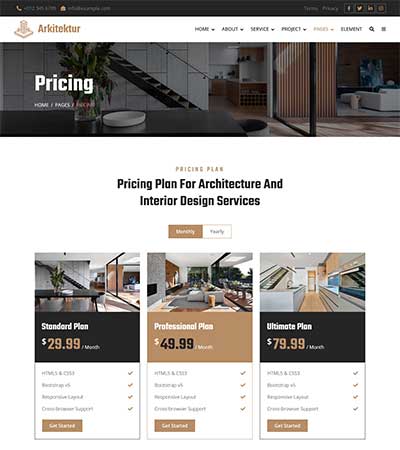 info@example.com
Terms Privacy
Arkitektur
HOME ABOUT SERVICE PROJECT PAGES ELEMENT
Pricing
HOME / PAGES / PRICING
PRICING PLAN
Pricing Plan For Architecture And
Interior Design Services
Monthly Yearly
Standard Plan
$29.99 / Month
HTML5 & CSS3
Bootstrap v5
Responsive Layout
Cross-Browser Support
Get Started
Professional Plan
$49.99 / Month
HTML5 & CSS3
Bootstrap v5
Responsive Layout
Cross-Browser Support
Get Started
Ultimate Plan
$79.99 / Month
HTML5 & CSS3
Bootstrap v5
Responsive Layout
Cross-Browser Support
Get Started